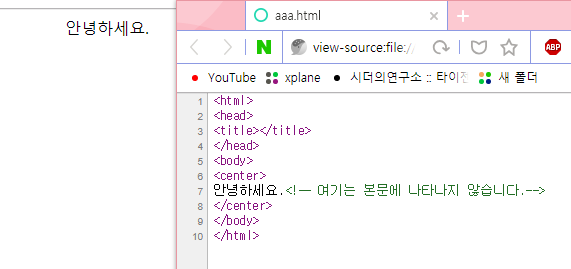 안녕하세요.
aaa.html
view-source:file:/
ABP
YouTube xplane 시더의연구소 :: 타이젠 새 폴더
1 <html>
2 <head>
3 <title></title>
4 </head>
5 <body>
6 <center>
7 안녕하세요.<!-- 여기는 본문에 나타나지 않습니다.-->
8 </center>
9 </body>
10 </html>